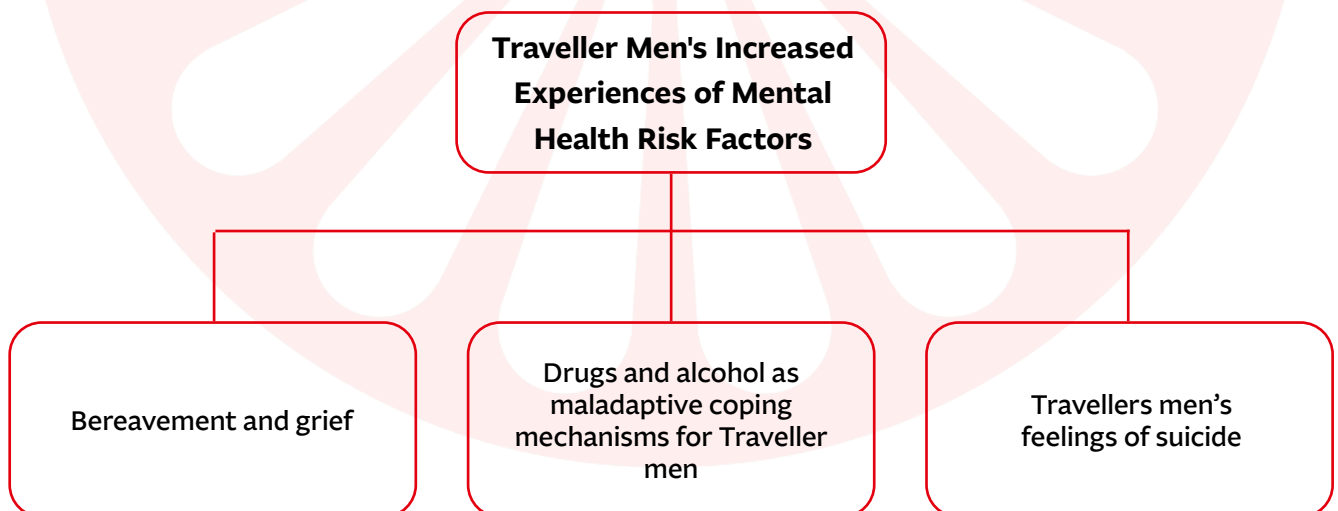 Traveller Men's Increased
Experiences of Mental
Health Risk Factors
Bereavement and grief
Drugs and alcohol as
maladaptive coping
mechanisms for Traveller
men
Travellers men’s
feelings of suicide